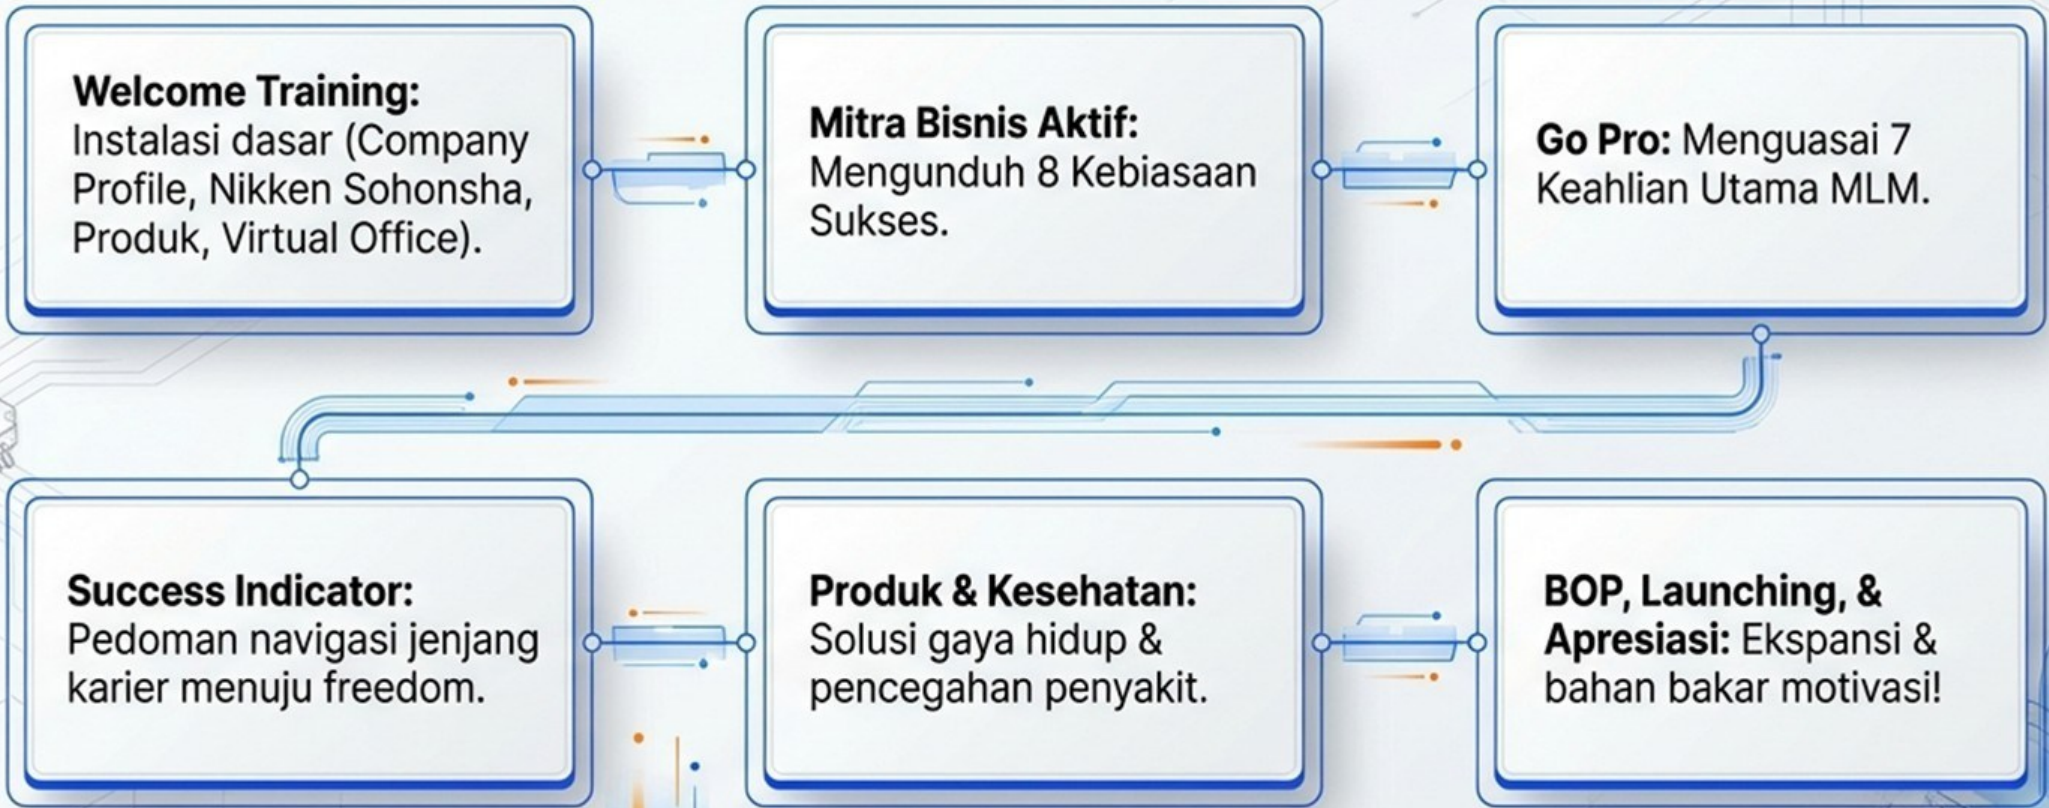 Welcome Training:
Instalasi dasar (Company
Profile, Nikken Sohonsha,
Produk, Virtual Office).
Mitra Bisnis Aktif:
Mengunduh 8 Kebiasaan
Sukses.
Go Pro: Menguasai 7
Keahlian Utama MLM.
Success Indicator:
Pedoman navigasi jenjang
karier menuju freedom.
Produk & Kesehatan:
Solusi gaya hidup &
pencegahan penyakit.
BOP, Launching, &
Apresiasi: Ekspansi &
bahan bakar motivasi!